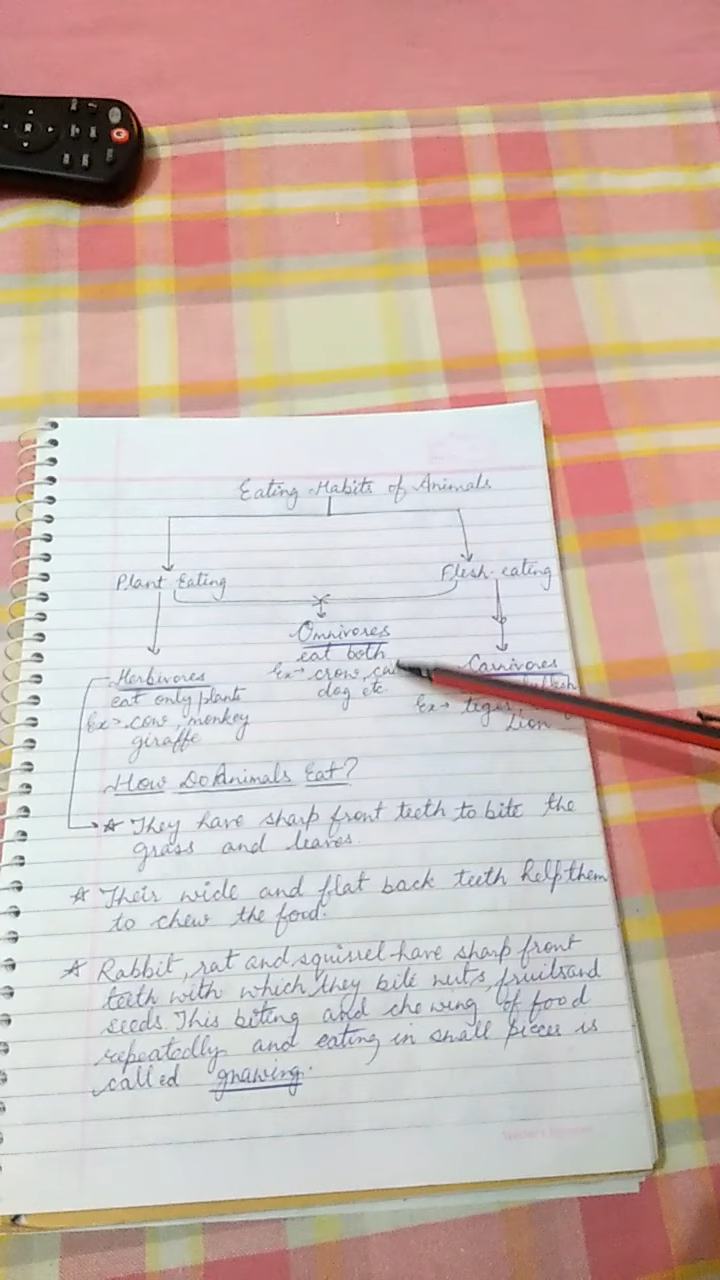 Eating Habits of Animals
Plant Eating
Flesh-eating
Omnivores
eat both
Ex→ crow,
dog etc
Herbivores
eat only plants
Ex→ cow, monkey
giraffe
Carnivores
Ex→ teger
Lion
How Do Animals Eat?
☆ They have sharp front teeth to bite the
grass and leaves.
☆ Their wide and flat back teeth help them
to chew the food.
☆ Rabbit, rat and squirrel have sharp front
teeth with which they bite nuts, fruits and
seeds. This biting and chewing of food
repeatedly and eating in small pieces is
called gnawing.
Teacher's Signature